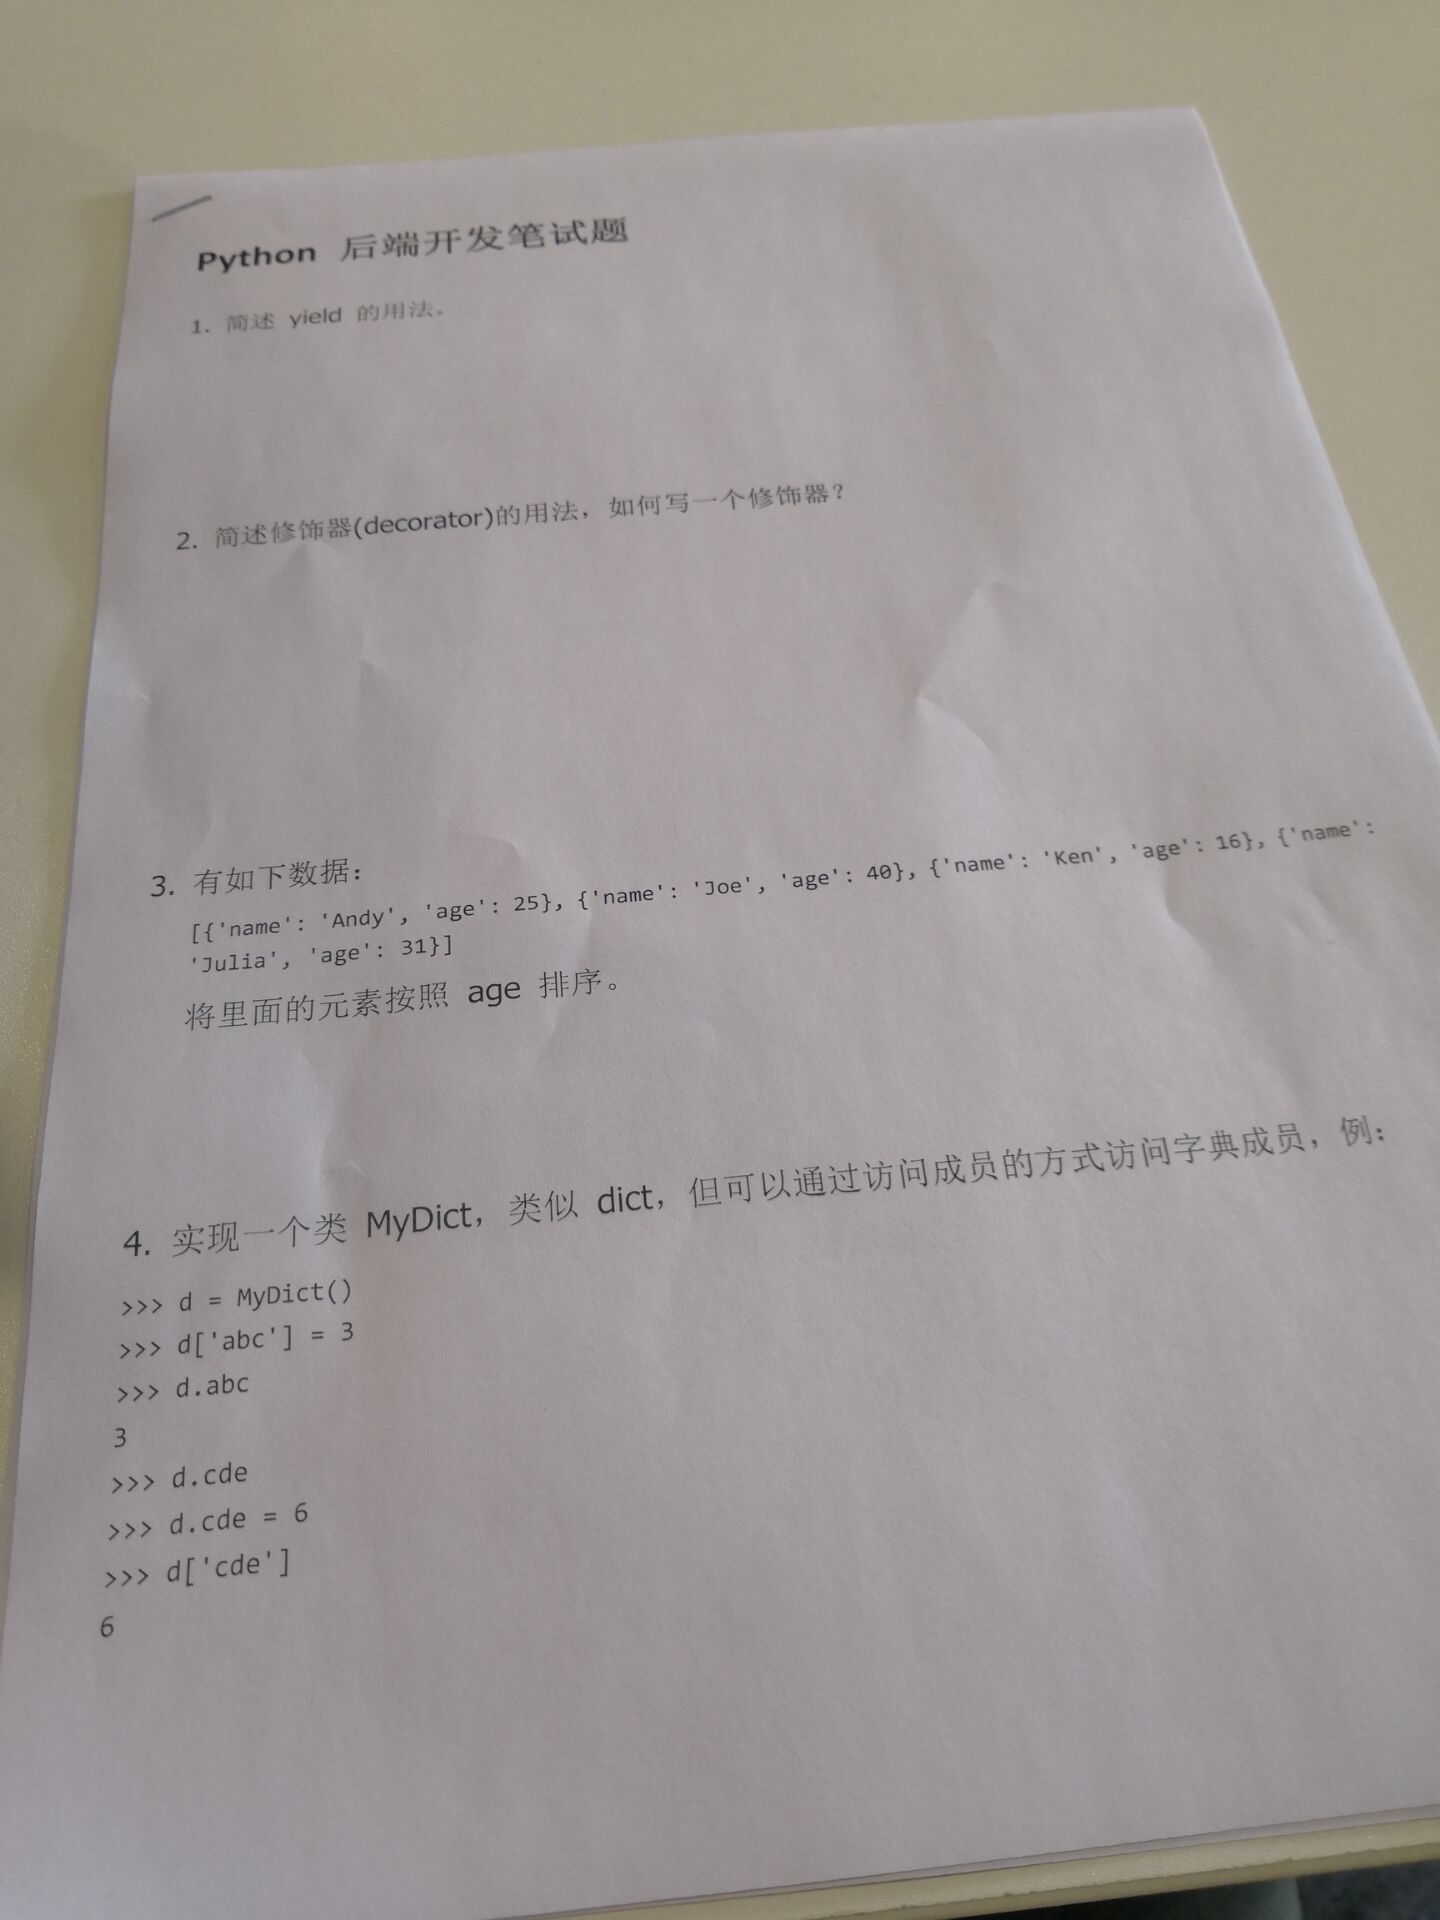 Python 后端开发笔试题
1. 简述 yield 的用法。
2. 简述修饰器(decorator)的用法，如何写一个修饰器？
3. 有如下数据：
[{'name': 'Andy', 'age': 25}, {'name': 'Joe', 'age': 40}, {'name': 'Ken', 'age': 16}, {'name':
'Julia', 'age': 31}]
将里面的元素按照 age 排序。
4. 实现一个类 MyDict，类似 dict，但可以通过访问成员的方式访问字典成员，例：
>>> d = MyDict()
>>> d['abc'] = 3
>>> d.abc
3
>>> d.cde
>>> d.cde = 6
>>> d['cde']
6